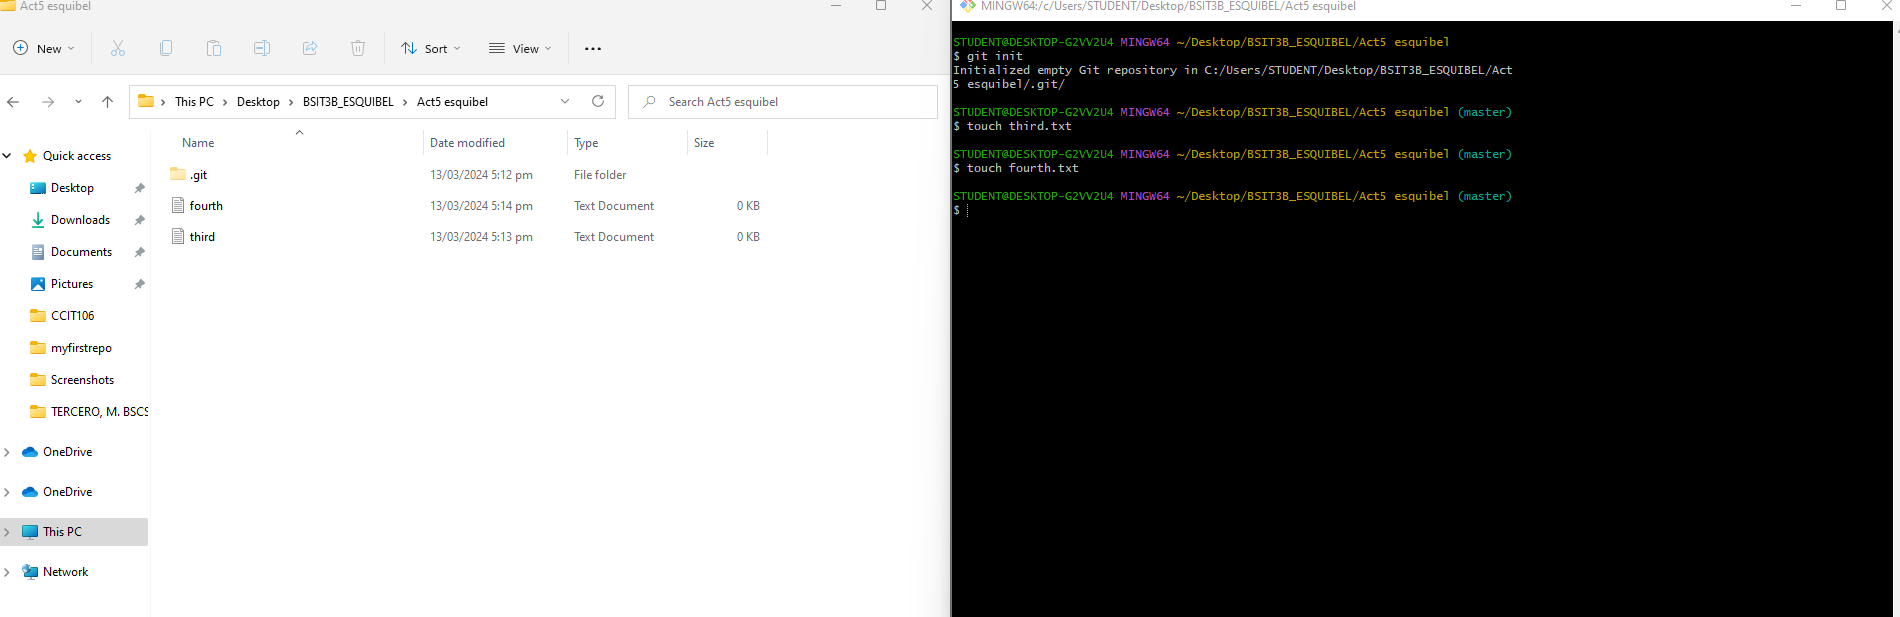 Act5 esquibel
New
Sort
View
This PC > Desktop > BSIT3B_ESQUIBEL > Act5 esquibel
Search Act5 esquibel
Name Date modified Type Size
.git 13/03/2024 5:12 pm File folder
fourth 13/03/2024 5:14 pm Text Document 0 KB
third 13/03/2024 5:13 pm Text Document 0 KB
Quick access
Desktop
Downloads
Documents
Pictures
CCIT106
myfirstrepo
Screenshots
TERCERO, M. BSCS
OneDrive
OneDrive
This PC
Network
MINGW64:/c/Users/STUDENT/Desktop/BSIT3B_ESQUIBEL/Act5 esquibel
STUDENT@DESKTOP-G2VV2U4 MINGW64 ~/Desktop/BSIT3B_ESQUIBEL/Act5 esquibel
$ git init
Initialized empty Git repository in C:/Users/STUDENT/Desktop/BSIT3B_ESQUIBEL/Act
5 esquibel/.git/
STUDENT@DESKTOP-G2VV2U4 MINGW64 ~/Desktop/BSIT3B_ESQUIBEL/Act5 esquibel (master)
$ touch third.txt
STUDENT@DESKTOP-G2VV2U4 MINGW64 ~/Desktop/BSIT3B_ESQUIBEL/Act5 esquibel (master)
$ touch fourth.txt
STUDENT@DESKTOP-G2VV2U4 MINGW64 ~/Desktop/BSIT3B_ESQUIBEL/Act5 esquibel (master)
$